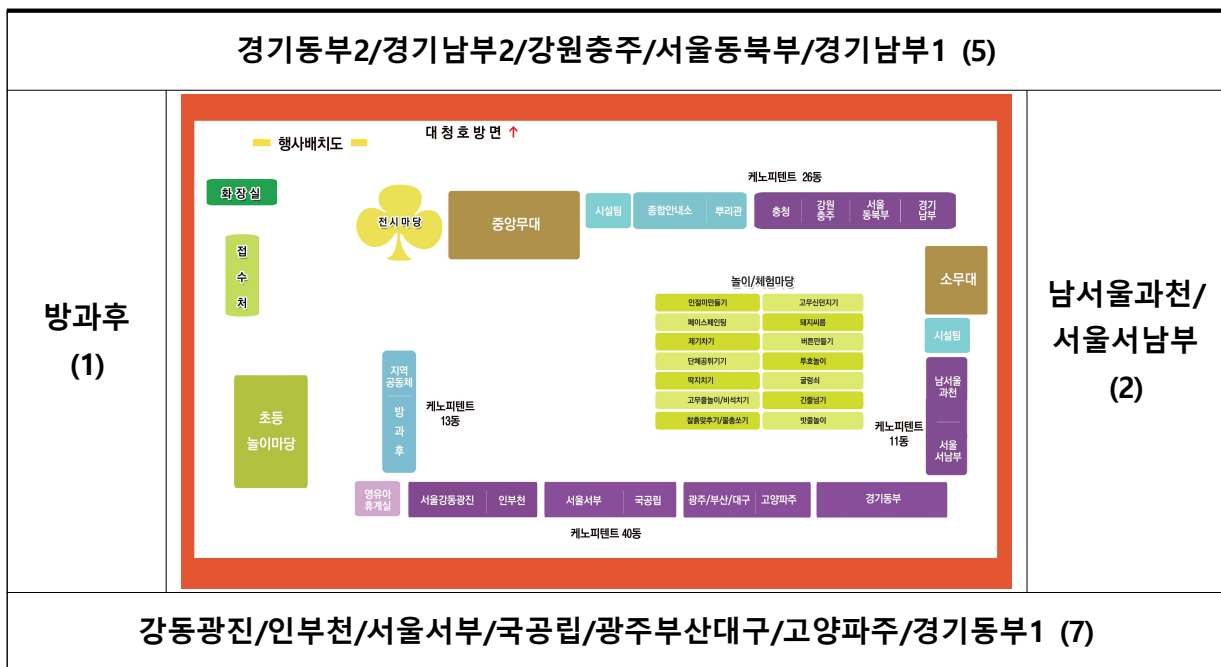 경기동부2/경기남부2/강원충주/서울동북부/경기남부1 (5)
방과후
(1)
행사배치도
대청호방면 ↑
화장실
접
수
처
전시마당
중앙무대
시설팀
종합안내소
뿌리관
케노피텐트 26동
충청
강원
충주
서울
동북부
경기
남부
소무대
시설팀
놀이/체험마당
인절미만들기
고무신던지기
페이스페인팅
돼지씨름
제기차기
버튼만들기
단체공튀기기
투호놀이
딱지치기
굴렁쇠
고무줄놀이/비석치기
긴줄넘기
찰흙맞추기/물총쏘기
밧줄놀이
지역
공동체
방
과
후
케노피텐트
13동
초등
놀이마당
남서울
과천
서울
서남부
케노피텐트
11동
영유아
휴게실
서울강동광진
인부천
서울서부
국공립
광주/부산/대구
고양파주
경기동부
케노피텐트 40동
남서울과천/
서울서남부
(2)
강동광진/인부천/서울서부/국공립/광주부산대구/고양파주/경기동부1 (7)